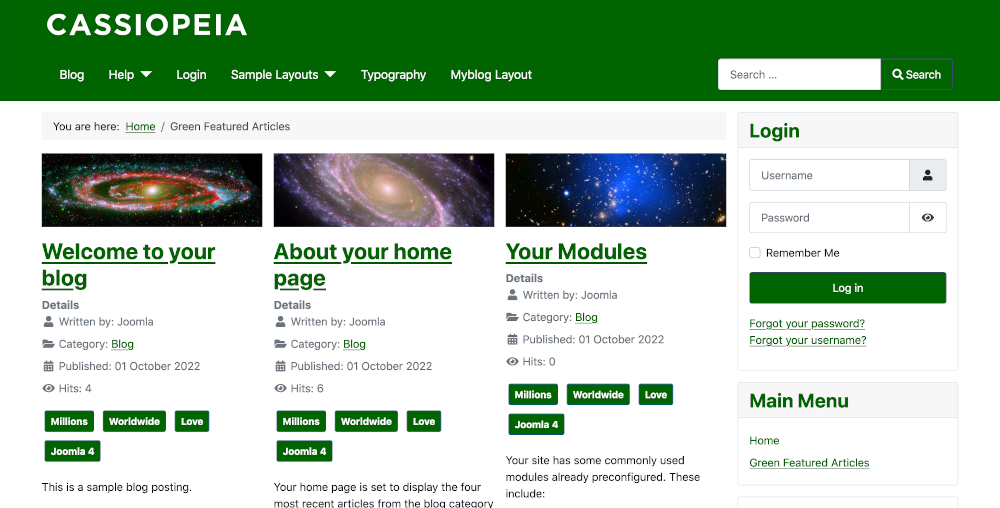 CASSIOPEIA
Blog Help Login Sample Layouts Typography Myblog Layout
Search …
Search
You are here: Home / Green Featured Articles
Welcome to your
blog
Details
Written by: Joomla
Category: Blog
Published: 01 October 2022
Hits: 4
Millions Worldwide Love
Joomla 4
This is a sample blog posting.
About your home
page
Details
Written by: Joomla
Category: Blog
Published: 01 October 2022
Hits: 6
Millions Worldwide Love
Joomla 4
Your home page is set to display the four
most recent articles from the blog category
Your Modules
Details
Written by: Joomla
Category: Blog
Published: 01 October 2022
Hits: 0
Millions Worldwide Love
Joomla 4
Your site has some commonly used
modules already preconfigured. These
include:
Login
Username
Password
Remember Me
Log in
Forgot your password?
Forgot your username?
Main Menu
Home
Green Featured Articles